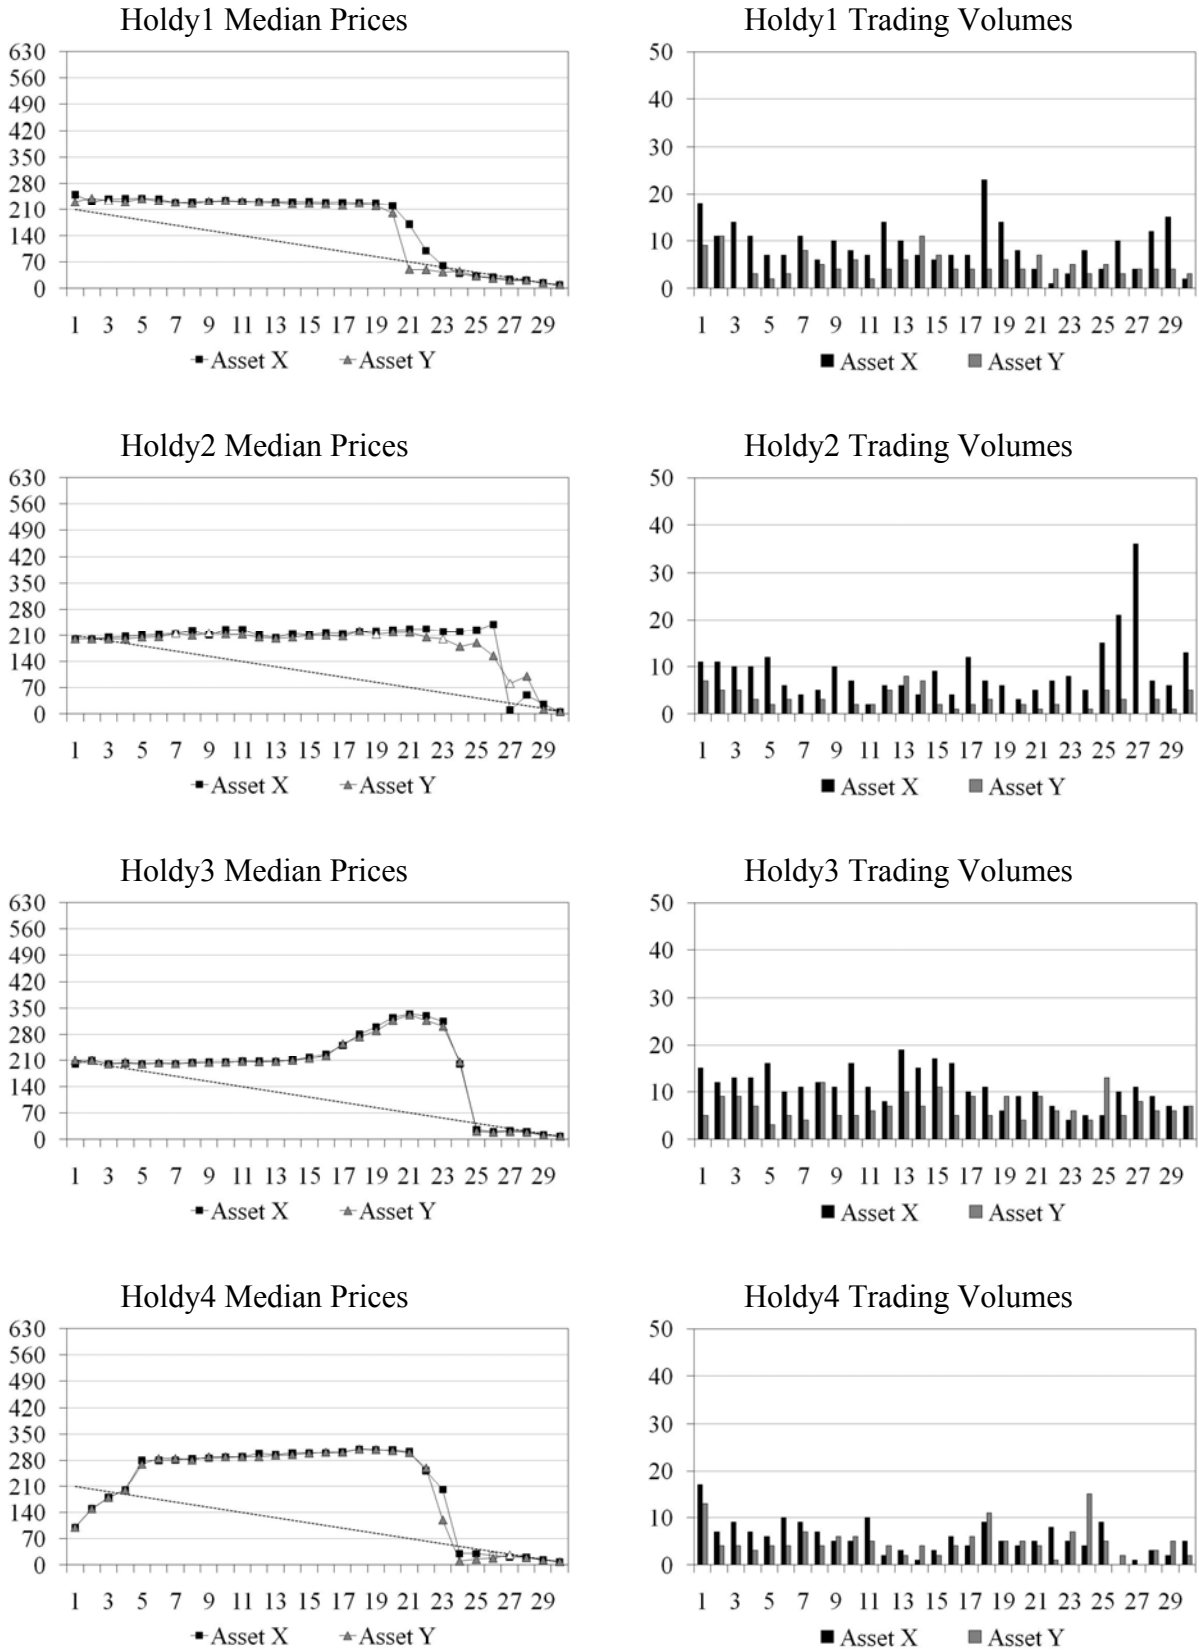 Holdy1 Median Prices
630
560
490
420
350
280
210
140
70
0
1 3 5 7 9 11 13 15 17 19 21 23 25 27 29
Asset X Asset Y
Holdy1 Trading Volumes
50
40
30
20
10
0
1 3 5 7 9 11 13 15 17 19 21 23 25 27 29
Asset X Asset Y
Holdy2 Median Prices
630
560
490
420
350
280
210
140
70
0
1 3 5 7 9 11 13 15 17 19 21 23 25 27 29
Asset X Asset Y
Holdy2 Trading Volumes
50
40
30
20
10
0
1 3 5 7 9 11 13 15 17 19 21 23 25 27 29
Asset X Asset Y
Holdy3 Median Prices
630
560
490
420
350
280
210
140
70
0
1 3 5 7 9 11 13 15 17 19 21 23 25 27 29
Asset X Asset Y
Holdy3 Trading Volumes
50
40
30
20
10
0
1 3 5 7 9 11 13 15 17 19 21 23 25 27 29
Asset X Asset Y
Holdy4 Median Prices
630
560
490
420
350
280
210
140
70
0
1 3 5 7 9 11 13 15 17 19 21 23 25 27 29
Asset X Asset Y
Holdy4 Trading Volumes
50
40
30
20
10
0
1 3 5 7 9 11 13 15 17 19 21 23 25 27 29
Asset X Asset Y